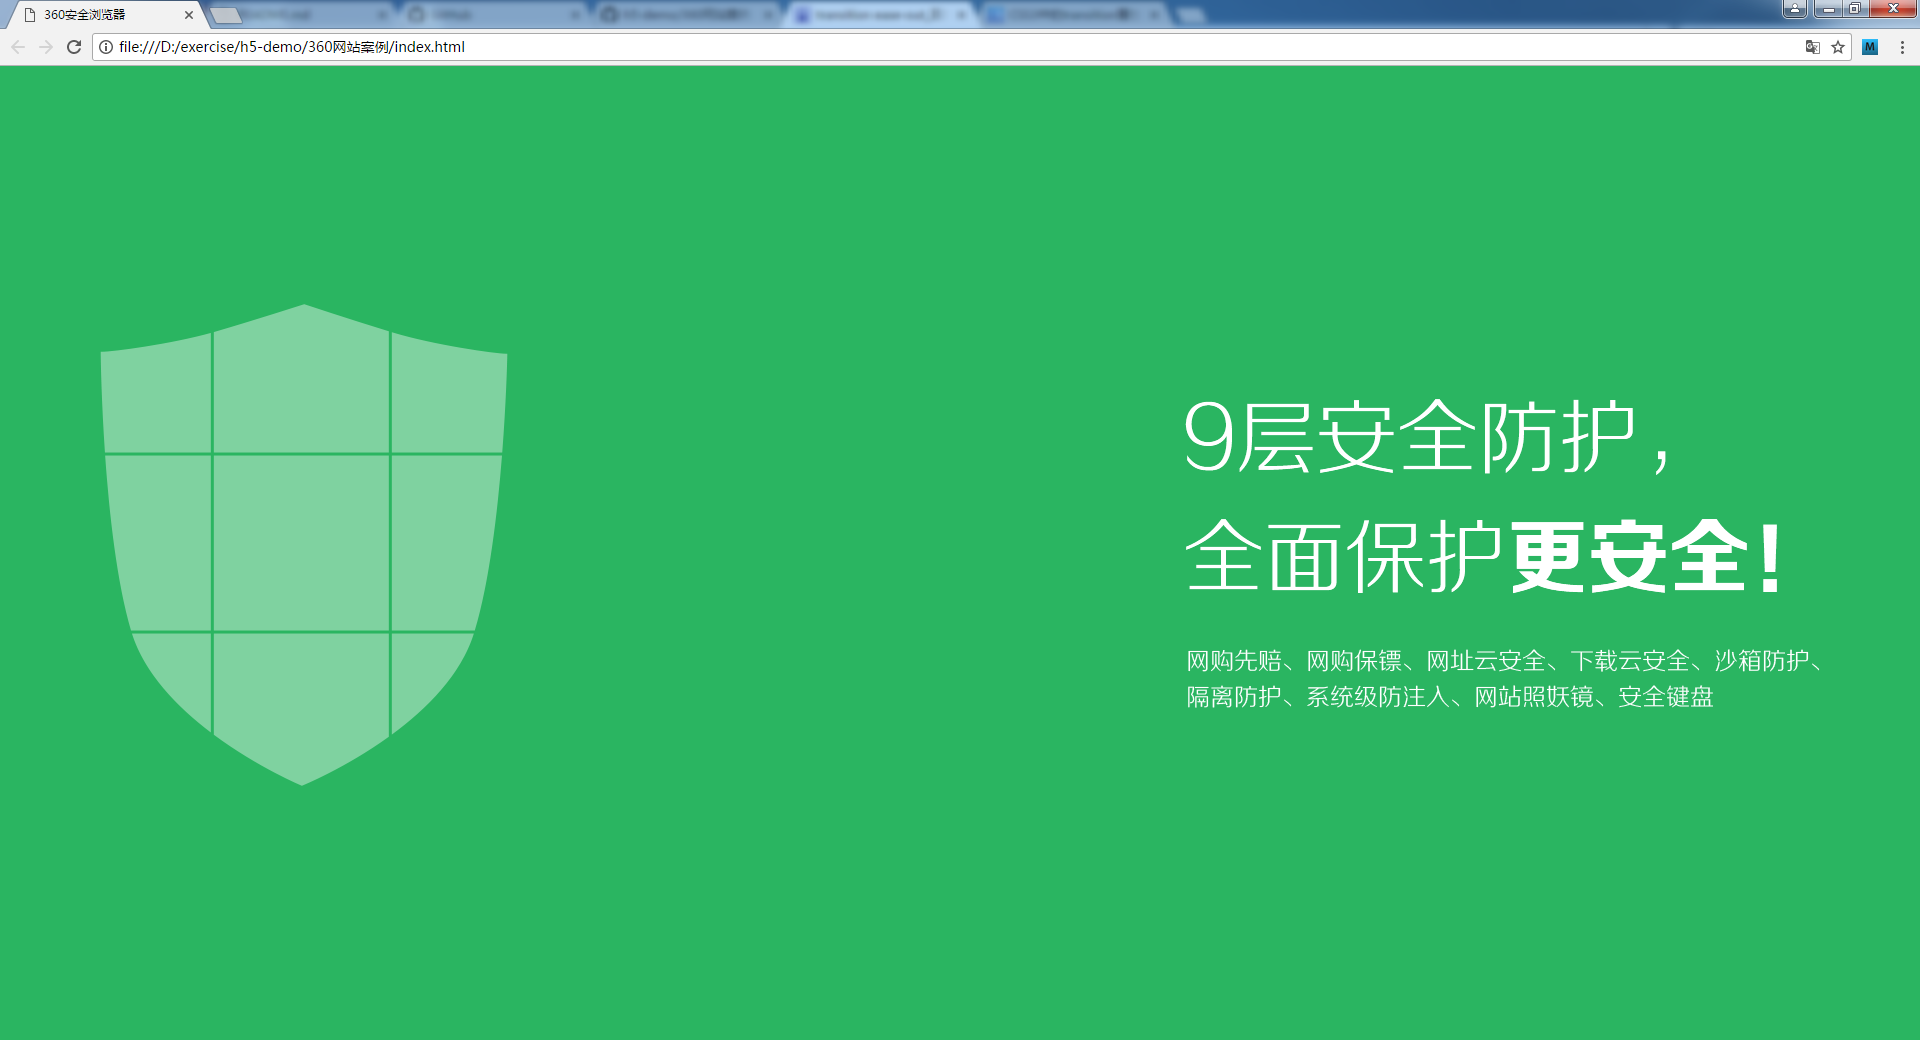 360安全浏览器
file:///D:/exercise/h5-demo/360网站案例/index.html
M
9层安全防护，
全面保护更安全！
网购先赔、网购保镖、网址云安全、下载云安全、沙箱防护、
隔离防护、系统级防注入、网站照妖镜、安全键盘